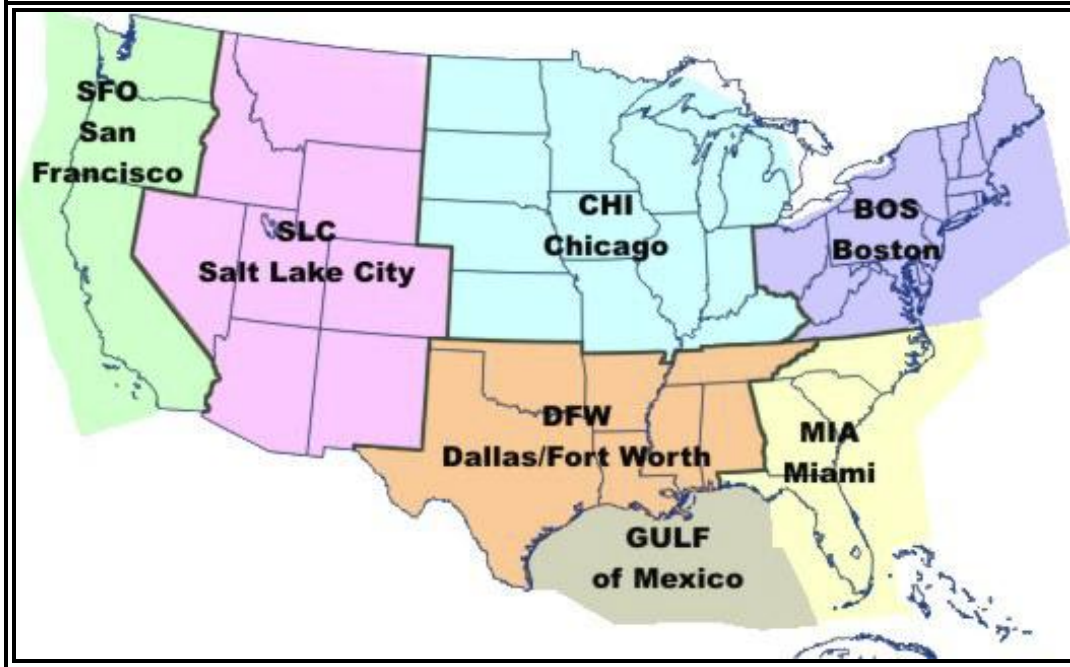 SFO
San
Francisco
SLC
Salt Lake City
CHI
Chicago
BOS
Boston
DFW
Dallas/Fort Worth
MIA
Miami
GULF
of Mexico